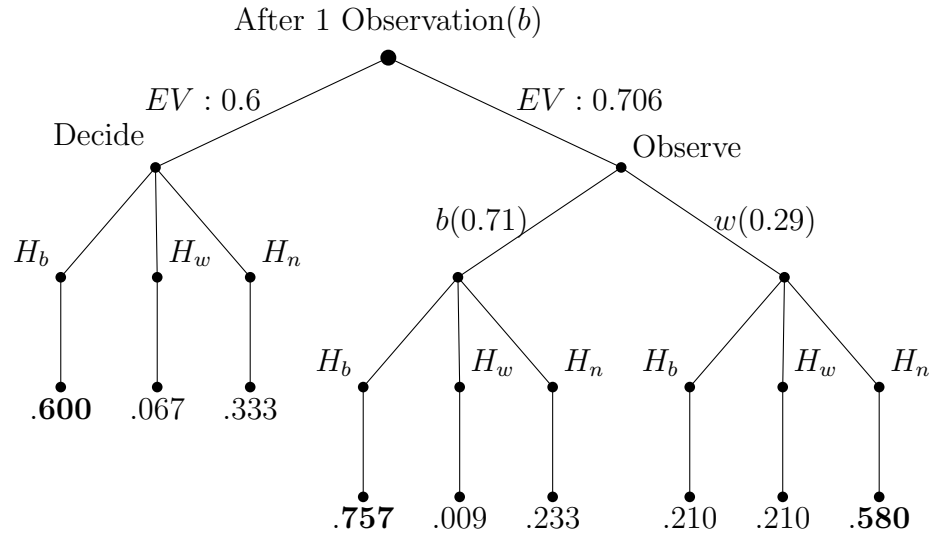 After 1 Observation(b)
EV : 0.6 EV : 0.706
Decide Observe
b(0.71) w(0.29)
H_b H_w H_n
H_b H_w H_n H_b H_w H_n
.600 .067 .333
.757 .009 .233 .210 .210 .580